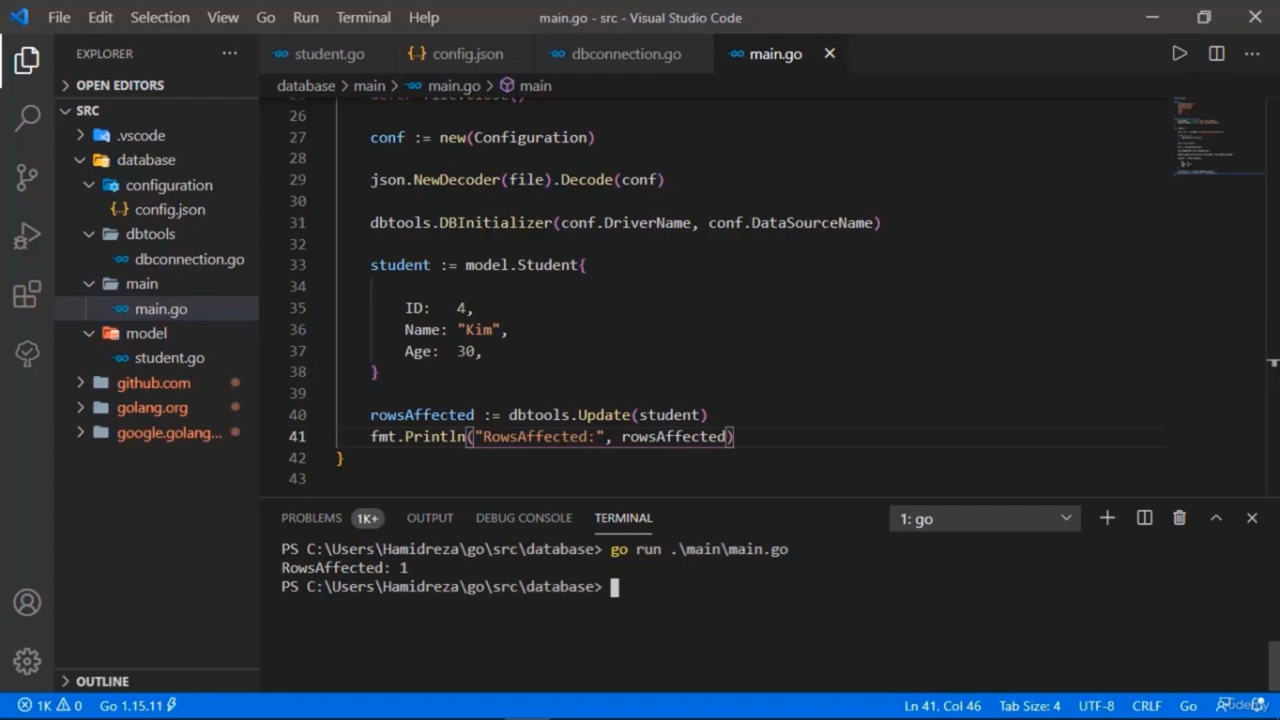 File Edit Selection View Go Run Terminal Help main.go - src - Visual Studio Code
EXPLORER ··· student.go {} config.json dbconnection.go main.go
OPEN EDITORS database > main > main.go > main
SRC
.vscode
database
configuration
{} config.json
dbtools
dbconnection.go
main
main.go
model
student.go
github.com
golang.org
google.golang...
OUTLINE
26
27 conf := new(Configuration)
28
29 json.NewDecoder(file).Decode(conf)
30
31 dbtools.DBInitializer(conf.DriverName, conf.DataSourceName)
32
33 student := model.Student{
34
35 ID: 4,
36 Name: "Kim",
37 Age: 30,
38 }
39
40 rowsAffected := dbtools.Update(student)
41 fmt.Println("RowsAffected:", rowsAffected)
42 }
43
PROBLEMS 1K+ OUTPUT DEBUG CONSOLE TERMINAL 1: go
PS C:\Users\Hamidreza\go\src\database> go run .\main\main.go
RowsAffected: 1
PS C:\Users\Hamidreza\go\src\database>
1K 0 Go 1.15.11 Ln 41, Col 46 Tab Size: 4 UTF-8 CRLF Go